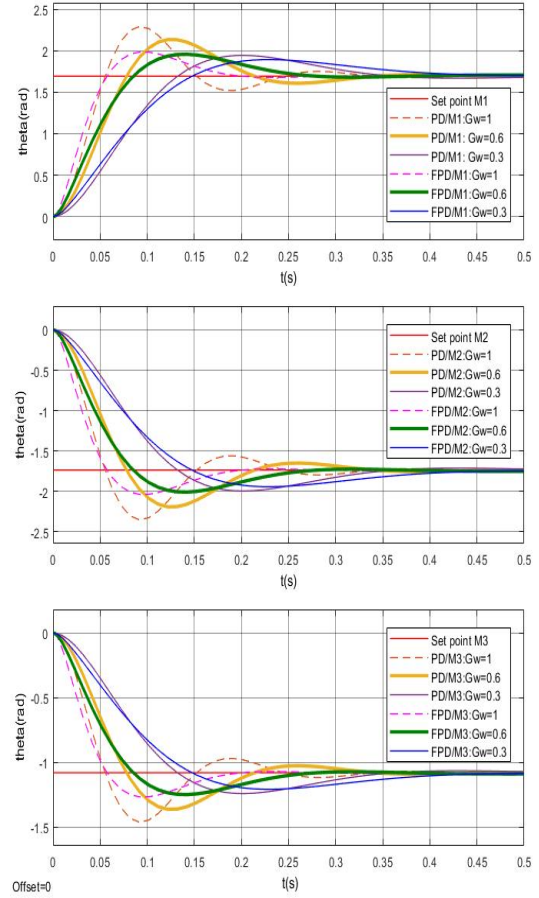 2.5
2
1.5
1
0.5
0
theta(rad)
Set point M1
PD/M1:Gw=1
PD/M1: Gw=0.6
PD/M1: Gw=0.3
FPD/M1:Gw=1
FPD/M1:Gw=0.6
FPD/M1:Gw=0.3
0 0.05 0.1 0.15 0.2 0.25 0.3 0.35 0.4 0.45 0.5
t(s)
0
-0.5
-1
-1.5
-2
-2.5
theta(rad)
Set point M2
PD/M2:Gw=1
PD/M2:Gw=0.6
PD/M2:Gw=0.3
FPD/M2:Gw=1
FPD/M2:Gw=0.6
FPD/M2:Gw=0.3
0 0.05 0.1 0.15 0.2 0.25 0.3 0.35 0.4 0.45 0.5
t(s)
0
-0.5
-1
-1.5
theta(rad)
Set point M3
PD/M3:Gw=1
PD/M3:Gw=0.6
PD/M3:Gw=0.3
FPD/M3:Gw=1
FPD/M3:Gw=0.6
FPD/M3:Gw=0.3
0 0.05 0.1 0.15 0.2 0.25 0.3 0.35 0.4 0.45 0.5
t(s)
Offset=0